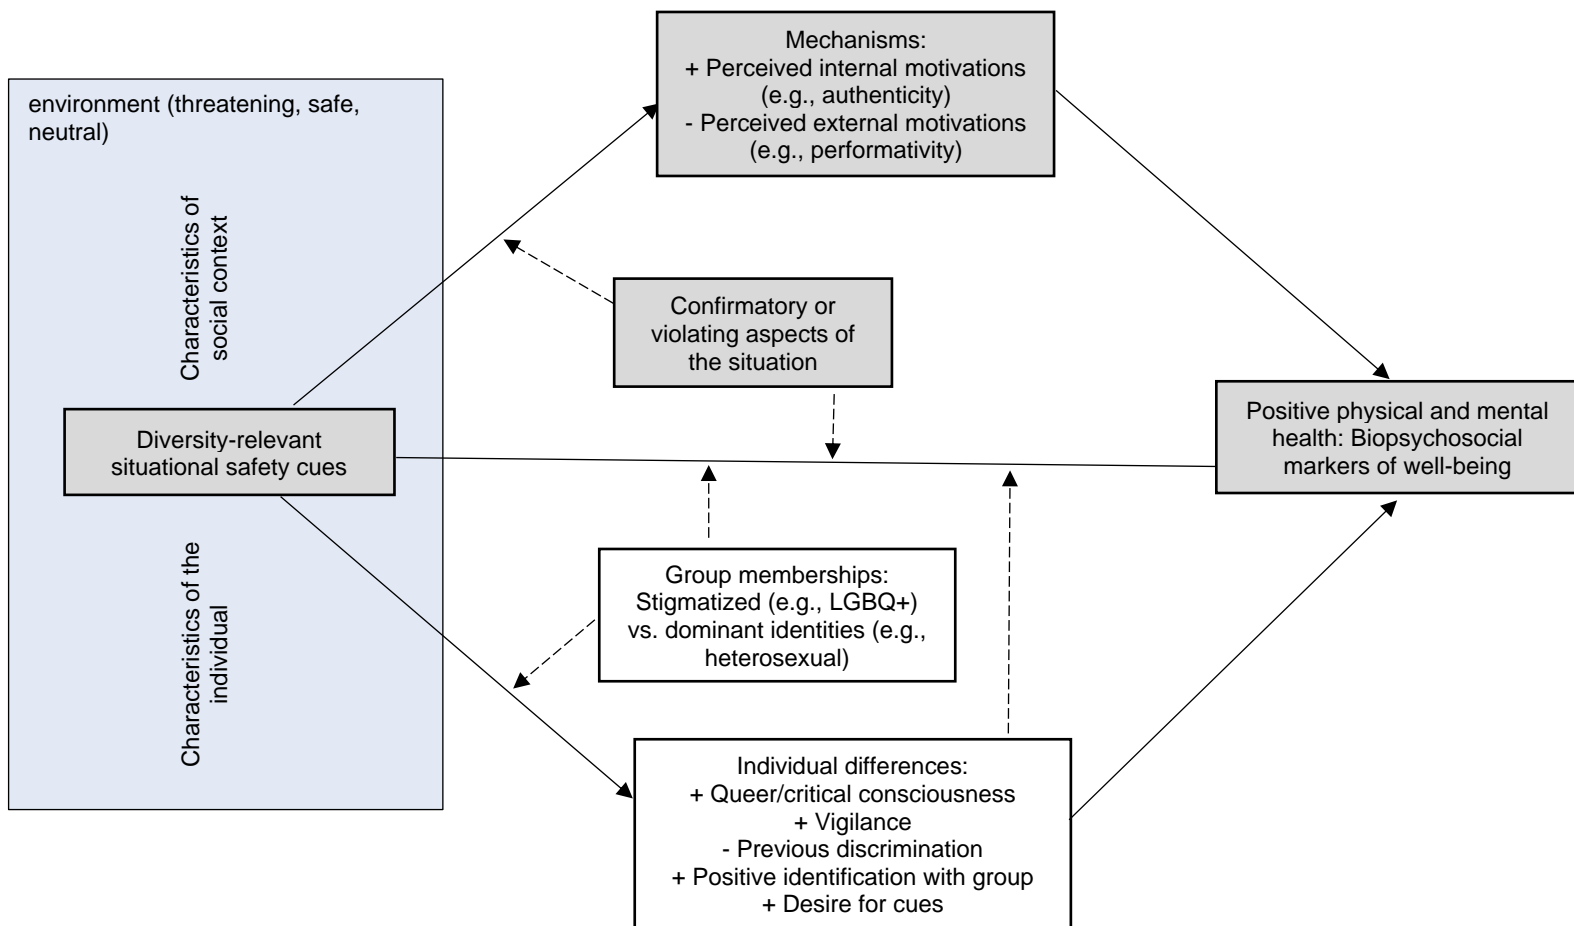 Mechanisms:
+ Perceived internal motivations
(e.g., authenticity)
- Perceived external motivations
(e.g., performativity)
environment (threatening, safe,
neutral)
Characteristics of
social context
Confirmatory or
violating aspects of
the situation
Diversity-relevant
situational safety cues
Positive physical and mental
health: Biopsychosocial
markers of well-being
Characteristics of the
individual
Group memberships:
Stigmatized (e.g., LGBQ+)
vs. dominant identities (e.g.,
heterosexual)
Individual differences:
+ Queer/critical consciousness
+ Vigilance
- Previous discrimination
+ Positive identification with group
+ Desire for cues